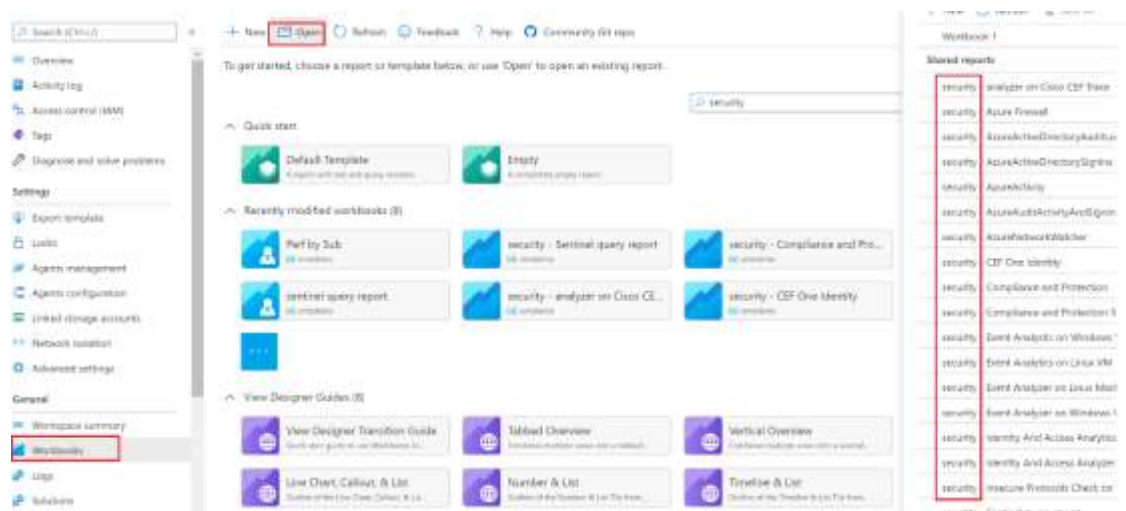 Search (Ctrl+/)
Overview
Activity log
Access control (IAM)
Tags
Diagnose and solve problems
Settings
Export template
Locks
Agents management
Agents configuration
Linked storage accounts
Network Isolation
Advanced settings
General
Workspace summary
Workbooks
Logs
Solutions
New Open Refresh Feedback ? Help Community Git repo
To get started, choose a report or template below, or use 'Open' to open an existing report.
security
Quick start
Default Template
Empty
A completely empty report.
Recently modified workbooks (8)
Perf by Sub
security - Sentinel query report
security - Compliance and Pro...
sentinel query report
security - analyzer on Cisco CE...
security - CEF One Identity
View Designer Guides (8)
View Designer Transition Guide
Tabbed Overview
Vertical Overview
Line Chart, Callout, & List
Number & List
Timeline & List
Workbook 1
Shared reports
security analyzer on Cisco CEF Trace
security Azure Firewall
security AzureActiveDirectoryAuditLo
security AzureActiveDirectorySignins
security AzureActivity
security AzureAuditActivityAndSignin
security AzureNetworkWatcher
security CEF One Identity
security Compliance and Protection
security Compliance and Protection
security Event Analytics on Windows
security Event Analytics on Linux VM
security Event Analyzer on Linux
security Event Analyzer on Windows
security Identity And Access Analytics
security Identity And Access Analyzer
security Insecure Protocols Check on